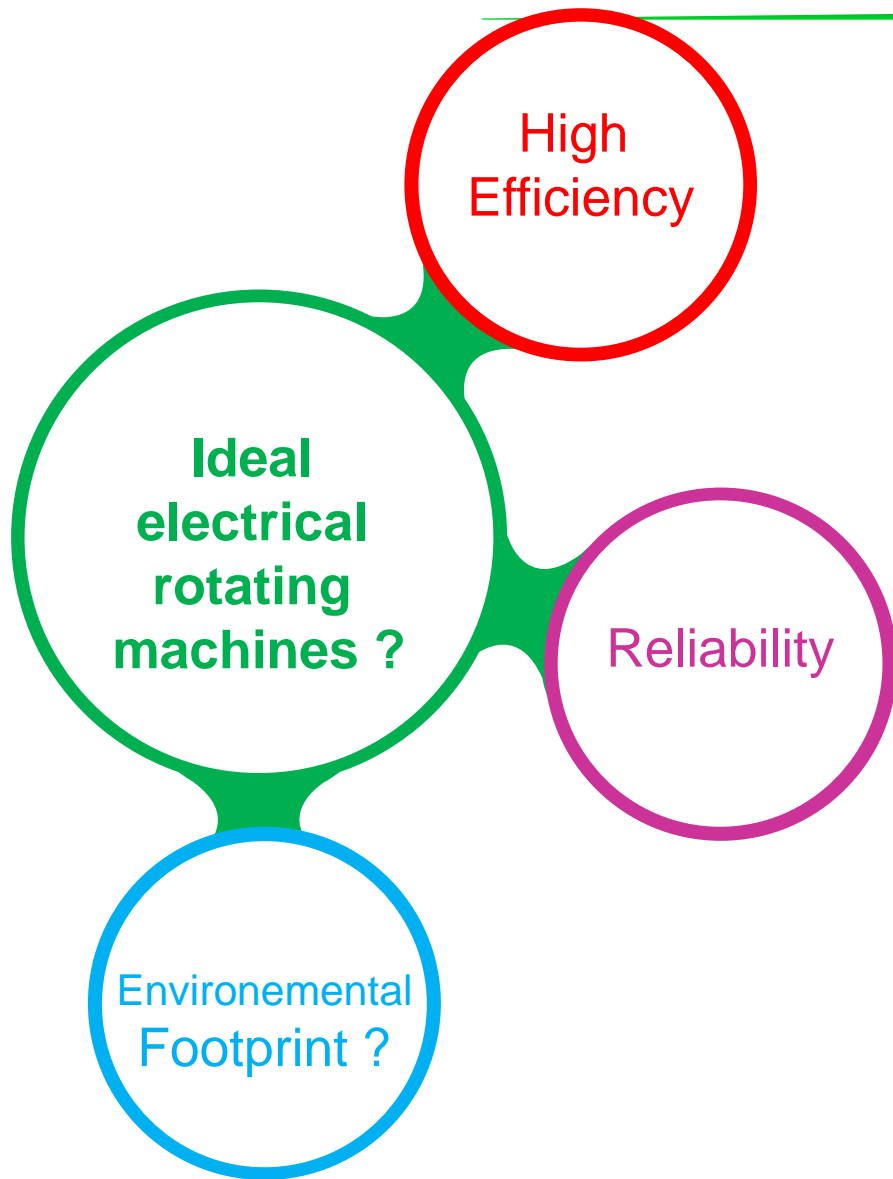 High
Efficiency
Ideal
electrical
rotating
machines ?
Reliability
Environemental
Footprint ?